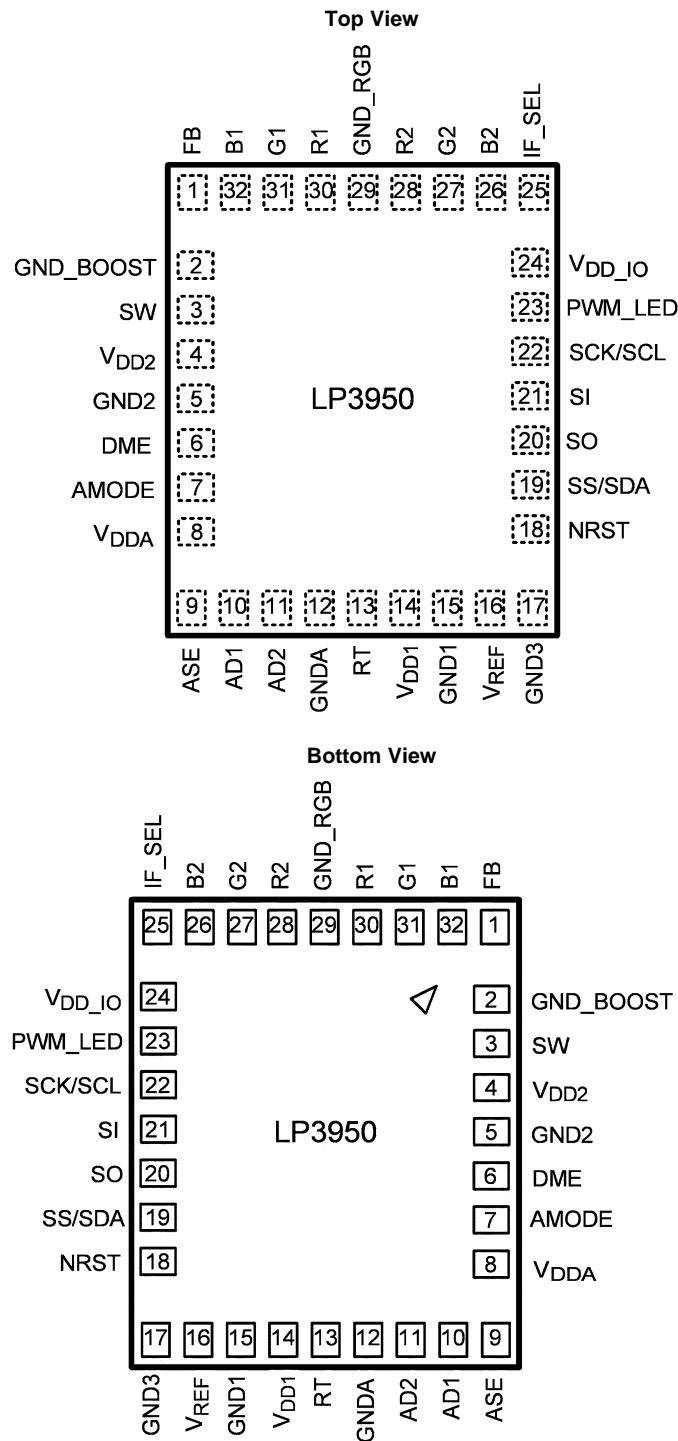 Top View
FB B1 G1 R1 GND_RGB R2 G2 B2 IF_SEL
1 32 31 30 29 28 27 26 25
GND_BOOST 2 24 VDD_IO
SW 3 23 PWM_LED
VDD2 4 22 SCK/SCL
GND2 5 LP3950 21 SI
DME 6 20 SO
AMODE 7 19 SS/SDA
VDDA 8 18 NRST
9 10 11 12 13 14 15 16 17
ASE AD1 AD2 GNDA RT VDD1 GND1 VREF GND3
Bottom View
IF_SEL B2 G2 R2 GND_RGB R1 G1 B1 FB
25 26 27 28 29 30 31 32 1
VDD_IO 24 2 GND_BOOST
PWM_LED 23 3 SW
SCK/SCL 22 4 VDD2
SI 21 LP3950 5 GND2
SO 20 6 DME
SS/SDA 19 7 AMODE
NRST 18 8 VDDA
17 16 15 14 13 12 11 10 9
GND3 VREF GND1 VDD1 RT GNDA AD2 AD1 ASE